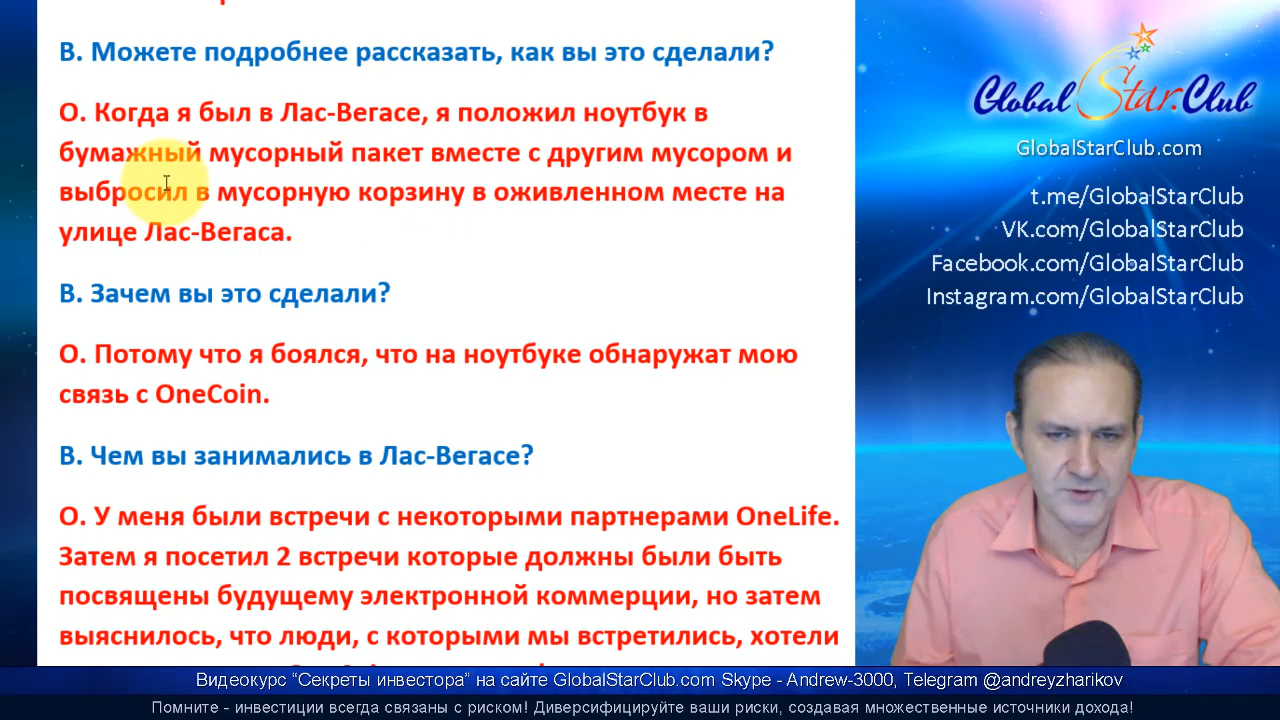 В. Можете подробнее рассказать, как вы это сделали?
О. Когда я был в Лас-Вегасе, я положил ноутбук в
бумажный мусорный пакет вместе с другим мусором и
выбросил в мусорную корзину в оживленном месте на
улице Лас-Вегаса.
В. Зачем вы это сделали?
О. Потому что я боялся, что на ноутбуке обнаружат мою
связь с OneCoin.
В. Чем вы занимались в Лас-Вегасе?
О. У меня были встречи с некоторыми партнерами OneLife.
Затем я посетил 2 встречи которые должны были быть
посвящены будущему электронной коммерции, но затем
выяснилось, что люди, с которыми мы встретились, хотели
Global Star.Club
GlobalStarClub.com
t.me/GlobalStarClub
VK.com/GlobalStarClub
Facebook.com/GlobalStarClub
Instagram.com/GlobalStarClub
Видеокурс “Секреты инвестора” на сайте GlobalStarClub.com Skype - Andrew-3000, Telegram @andreyzharikov
Помните - инвестиции всегда связаны с риском! Диверсифицируйте ваши риски, создавая множественные источники дохода!